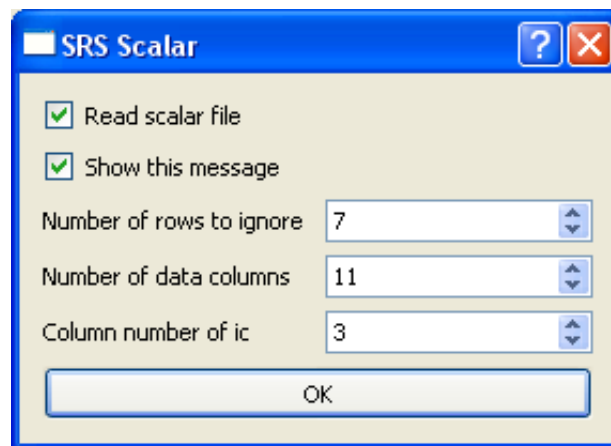 SRS Scalar
Read scalar file
Show this message
Number of rows to ignore 7
Number of data columns 11
Column number of ic 3
OK